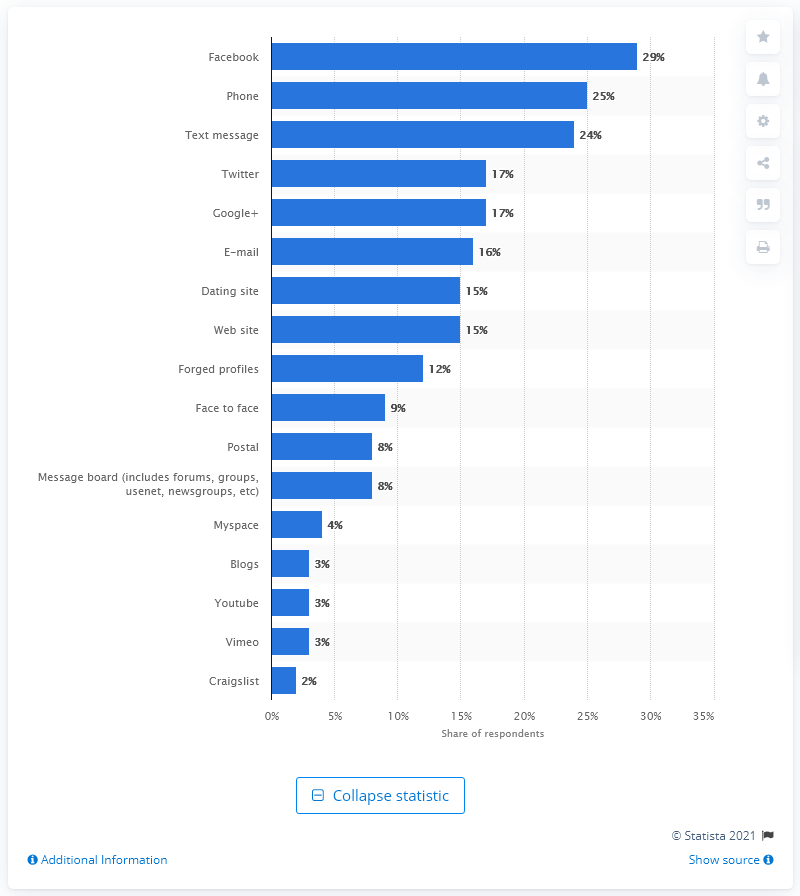 Facebook 29%
Phone 25%
Text message 24%
Twitter 17%
Google+ 17%
E-mail 16%
Dating site 15%
Web site 15%
Forged profiles 12%
Face to face 9%
Postal 8%
Message board (includes forums, groups,
usenet, newsgroups, etc) 8%
Myspace 4%
Blogs 3%
Youtube 3%
Vimeo 3%
Craigslist 2%
0% 5% 10% 15% 20% 25% 30% 35%
Share of respondents
Collapse statistic
© Statista 2021
Additional Information Show source